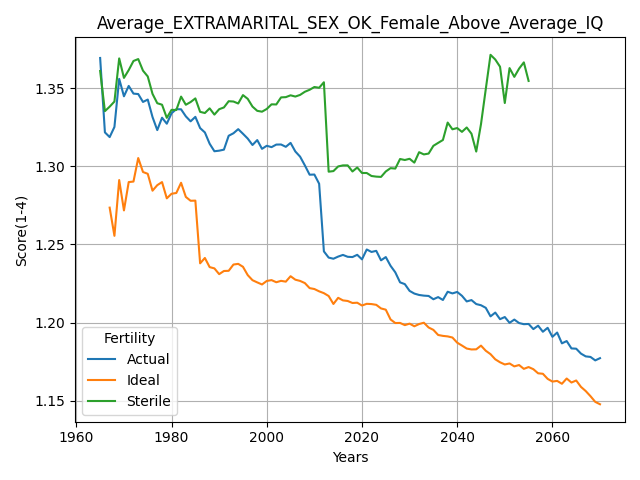 Average_EXTRAMARITAL_SEX_OK_Female_Above_Average_IQ
Score(1-4)
1.35
1.30
1.25
1.20
1.15
Fertility
Actual
Ideal
Sterile
1960 1980 2000 2020 2040 2060
Years